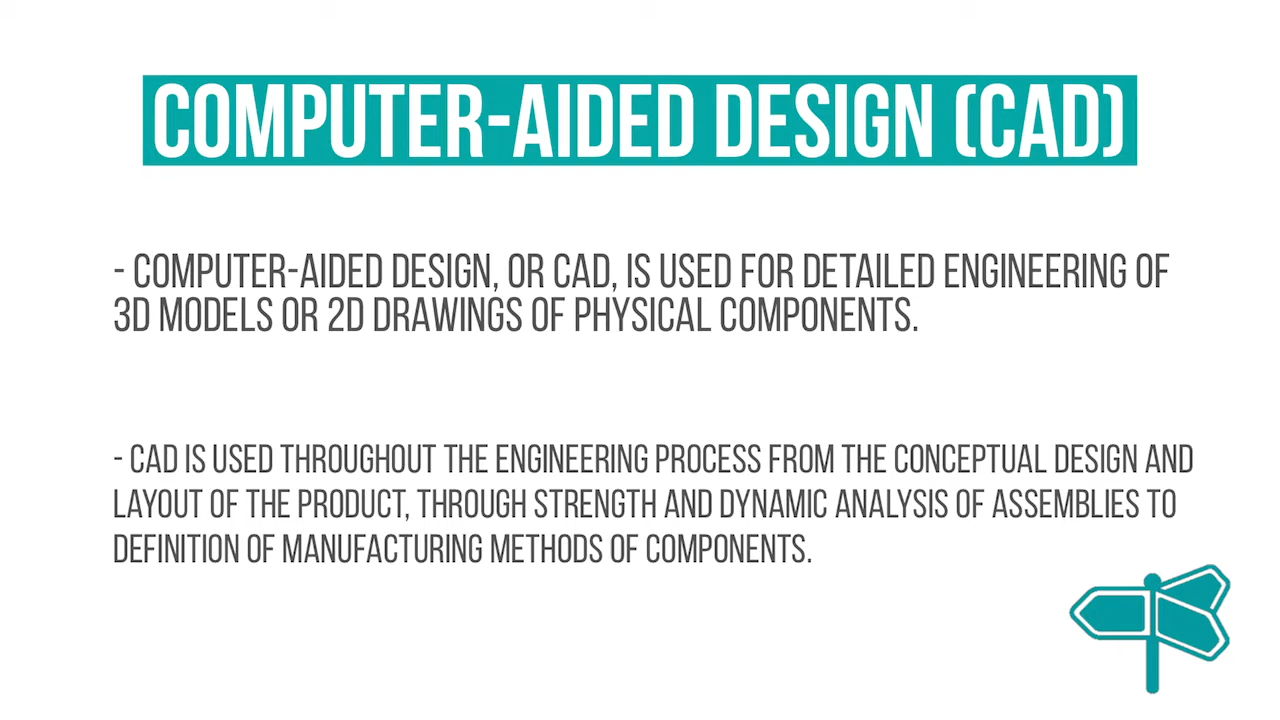 COMPUTER-AIDED DESIGN (CAD)
- COMPUTER-AIDED DESIGN, OR CAD, IS USED FOR DETAILED ENGINEERING OF
3D MODELS OR 2D DRAWINGS OF PHYSICAL COMPONENTS.
- CAD IS USED THROUGHOUT THE ENGINEERING PROCESS FROM THE CONCEPTUAL DESIGN AND
LAYOUT OF THE PRODUCT, THROUGH STRENGTH AND DYNAMIC ANALYSIS OF ASSEMBLIES TO
DEFINITION OF MANUFACTURING METHODS OF COMPONENTS.